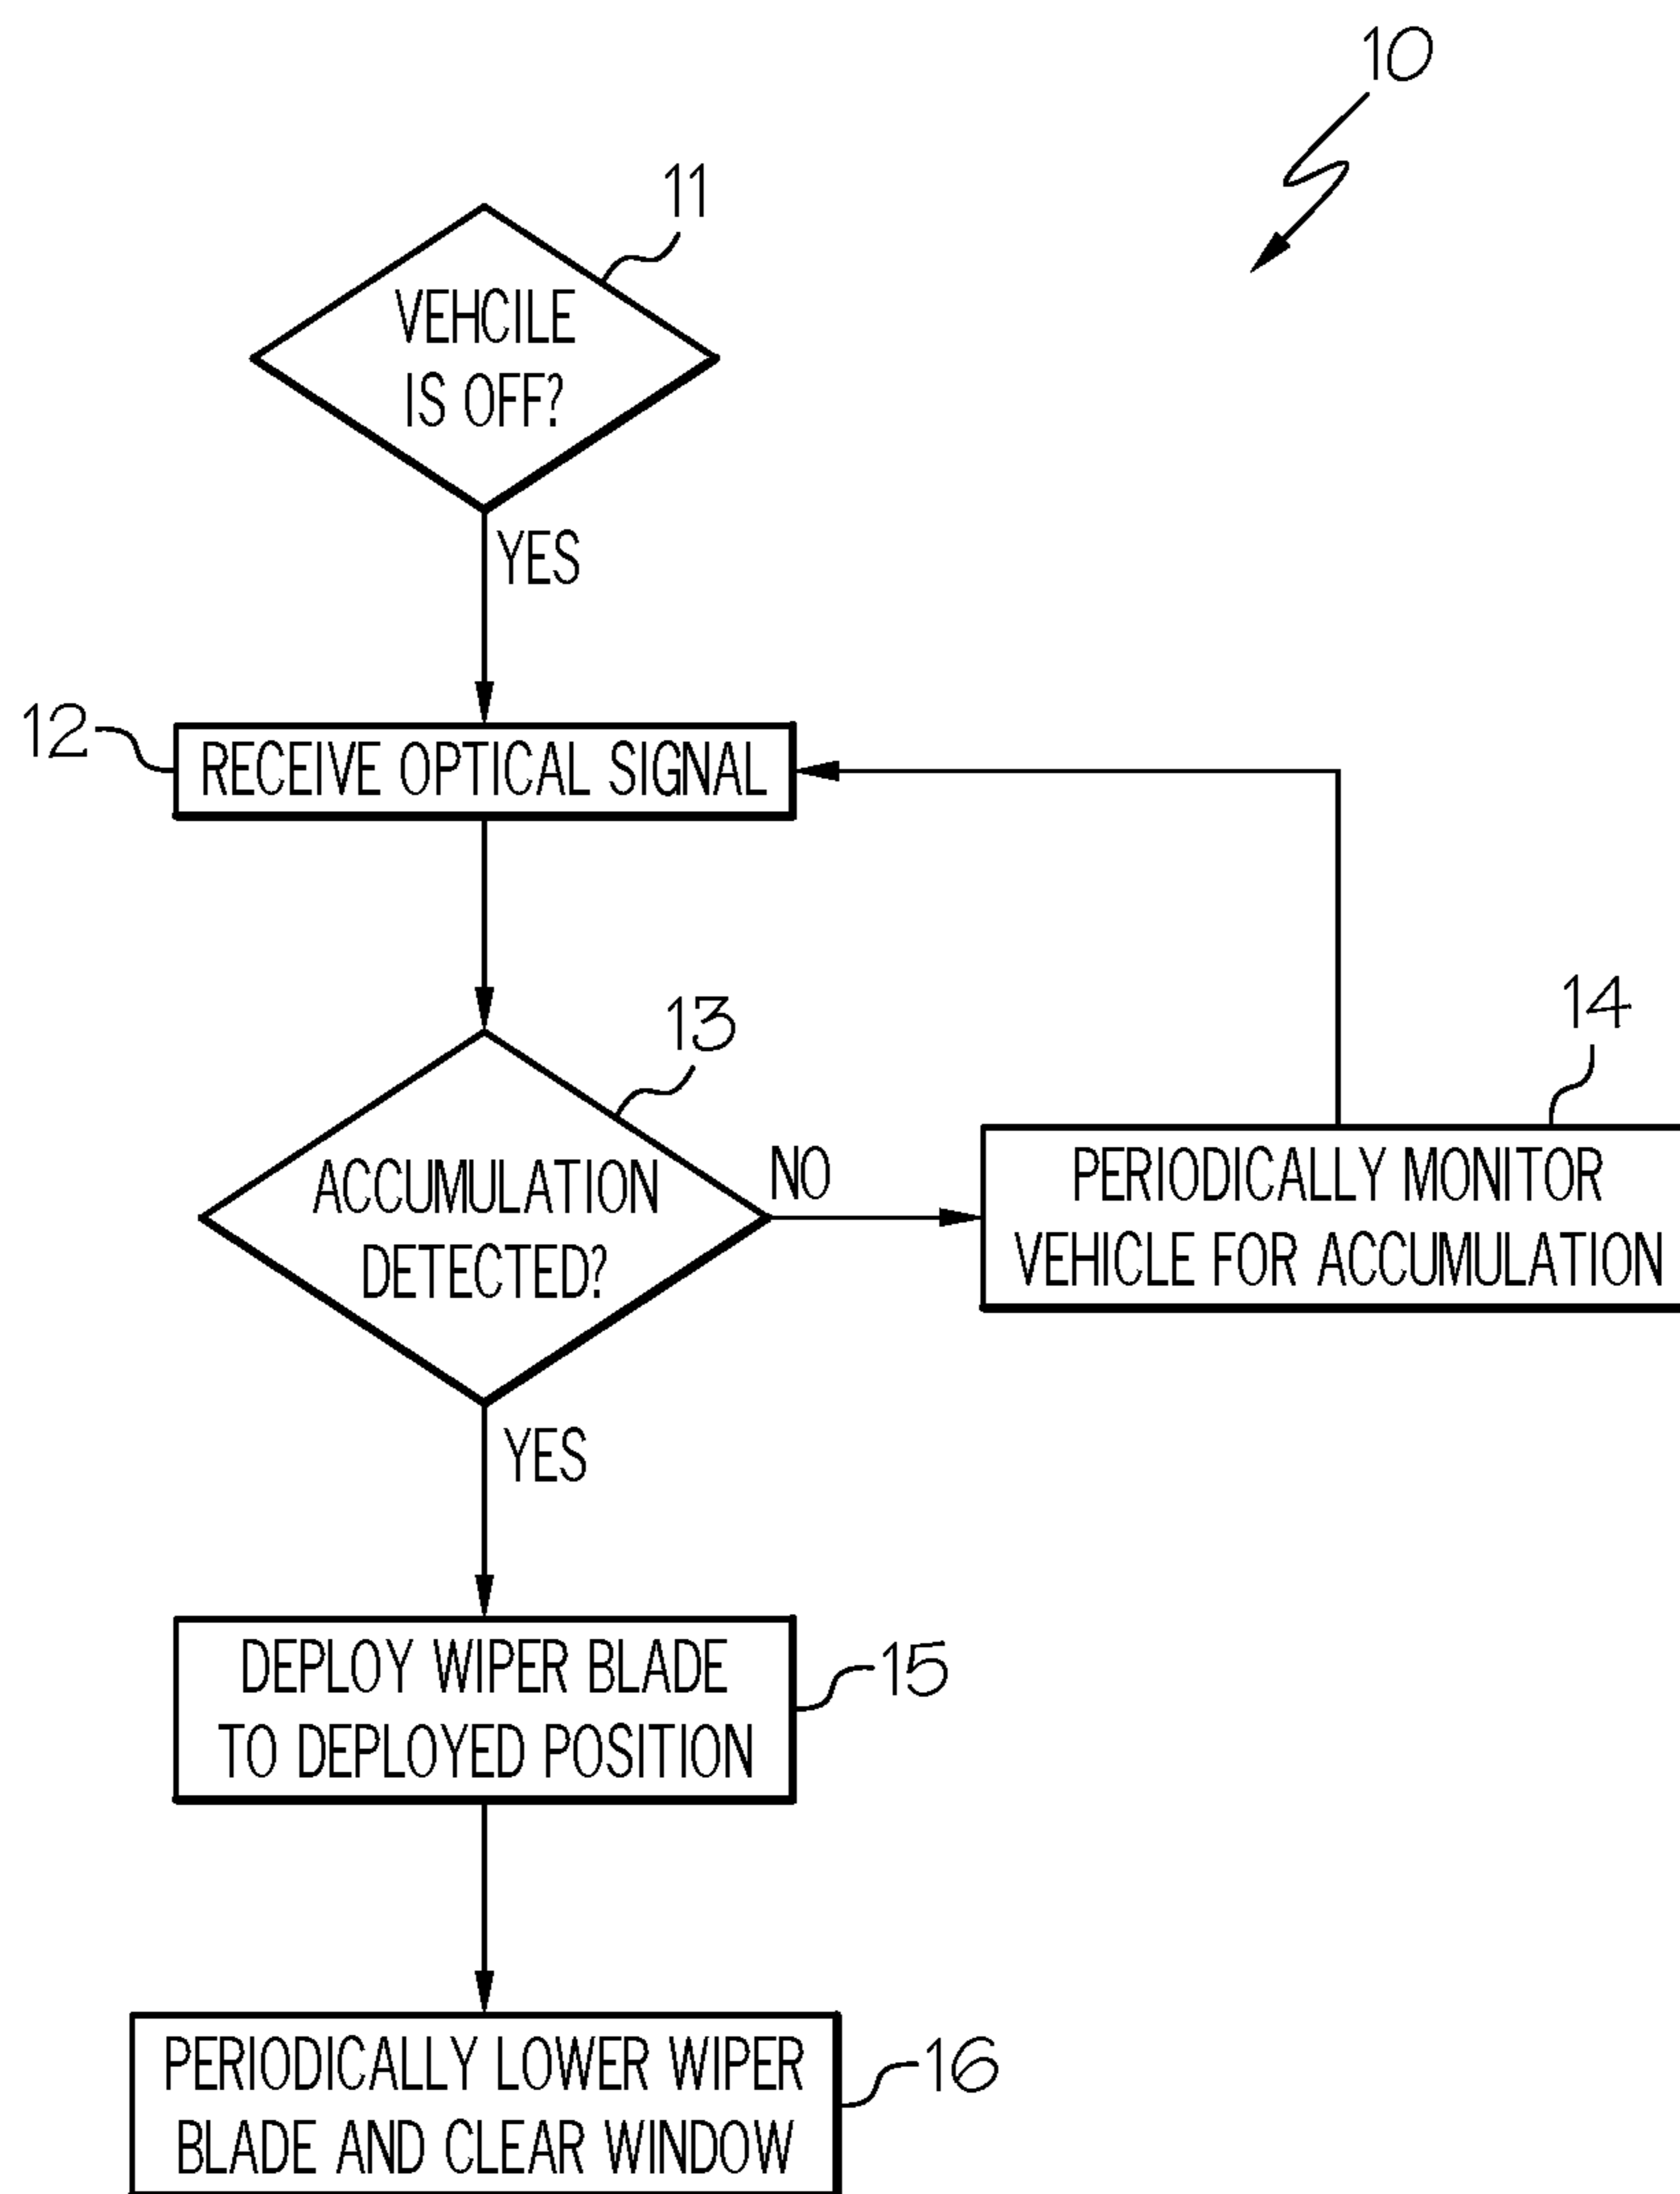 10
11
VEHCILE
IS OFF?
YES
12
RECEIVE OPTICAL SIGNAL
13
ACCUMULATION
DETECTED?
NO
14
PERIODICALLY MONITOR
VEHICLE FOR ACCUMULATION
YES
DEPLOY WIPER BLADE
TO DEPLOYED POSITION
15
PERIODICALLY LOWER WIPER
BLADE AND CLEAR WINDOW
16